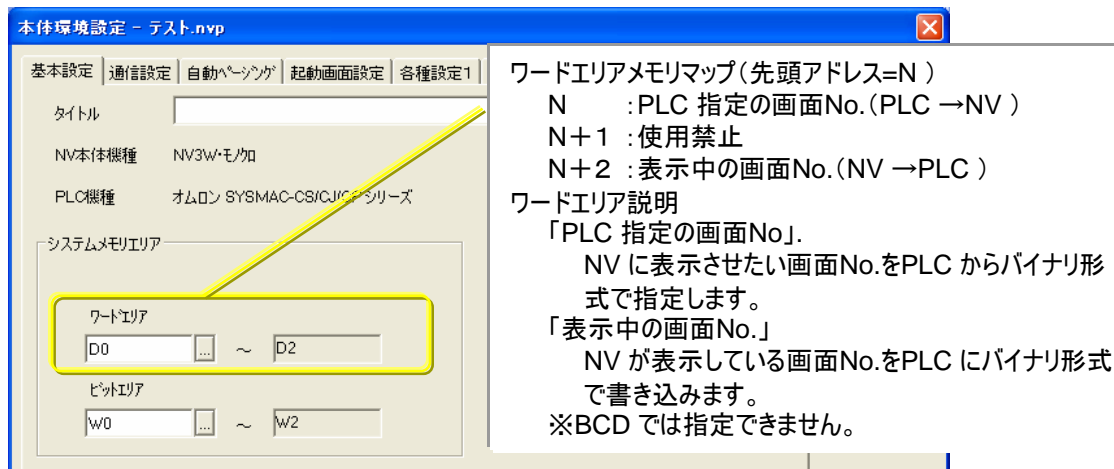 本体環境設定 - テスト.nvp
基本設定 通信設定 自動ページング 起動画面設定 各種設定1
タイトル
NV本体機種 NV3W・モノクロ
PLC機種 オムロン SYSMAC-CS/CJ/CPシリーズ
システムメモリエリア
ワードエリア
D0 ... ~ D2
ビットエリア
W0 ... ~ W2
ワードエリアメモリマップ(先頭アドレス=N )
N :PLC 指定の画面No.(PLC →NV )
N+1 :使用禁止
N+2 :表示中の画面No.(NV →PLC )
ワードエリア説明
「PLC 指定の画面No」.
NV に表示させたい画面No.をPLC からバイナリ形
式で指定します。
「表示中の画面No.」
NV が表示している画面No.をPLC にバイナリ形式
で書き込みます。
※BCD では指定できません。